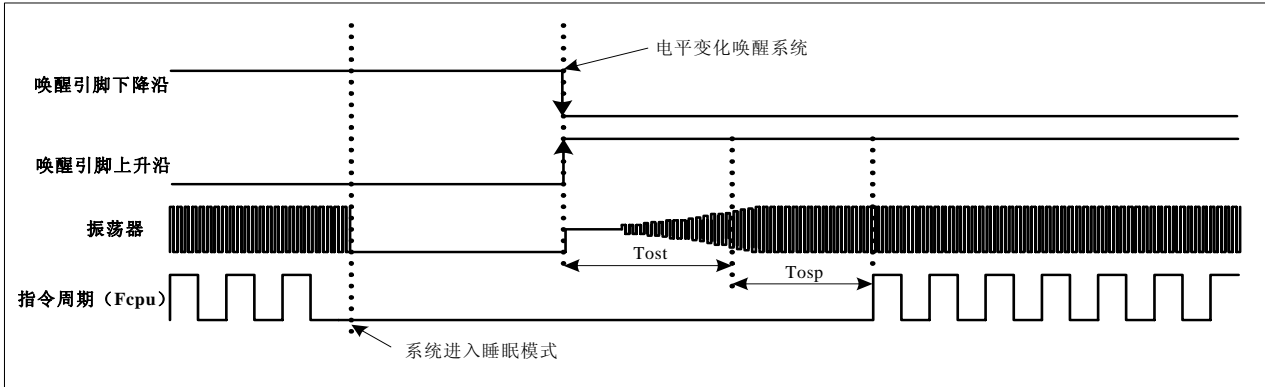 电平变化唤醒系统
唤醒引脚下降沿
唤醒引脚上升沿
振荡器
Tost
Tosp
指令周期（Fcpu）
系统进入睡眠模式